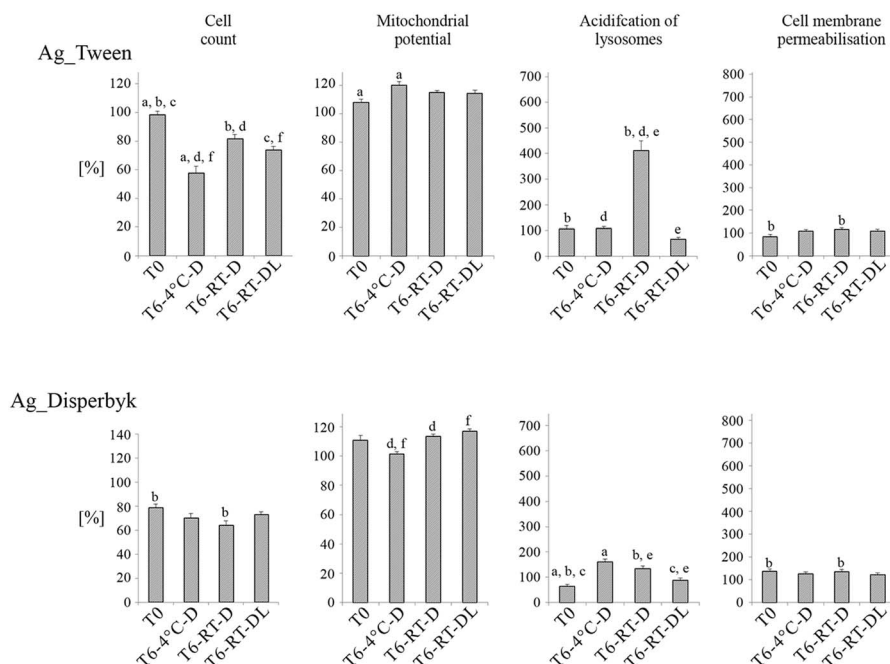 Cell
count
Mitochondrial
potential
Acidifcation of
lysosomes
Cell membrane
permeabilisation
Ag_Tween
[%]
120
100
80
60
40
20
0
a, b, c
a, d, f
b, d
c, f
T0
T6-4°C-D
T6-RT-D
T6-RT-DL
120
100
80
60
40
20
0
a
a
T0
T6-4°C-D
T6-RT-D
T6-RT-DL
700
600
500
400
300
200
100
0
b
d
b, d, e
e
T0
T6-4°C-D
T6-RT-D
T6-RT-DL
800
700
600
500
400
300
200
100
0
b
b
T0
T6-4°C-D
T6-RT-D
T6-RT-DL
Ag_Disperbyk
[%]
140
120
100
80
60
40
20
0
b
b
T0
T6-4°C-D
T6-RT-D
T6-RT-DL
120
100
80
60
40
20
0
d, f
d
f
T0
T6-4°C-D
T6-RT-D
T6-RT-DL
700
600
500
400
300
200
100
0
a, b, c
a
b, e
c, e
T0
T6-4°C-D
T6-RT-D
T6-RT-DL
800
700
600
500
400
300
200
100
0
b
b
T0
T6-4°C-D
T6-RT-D
T6-RT-DL